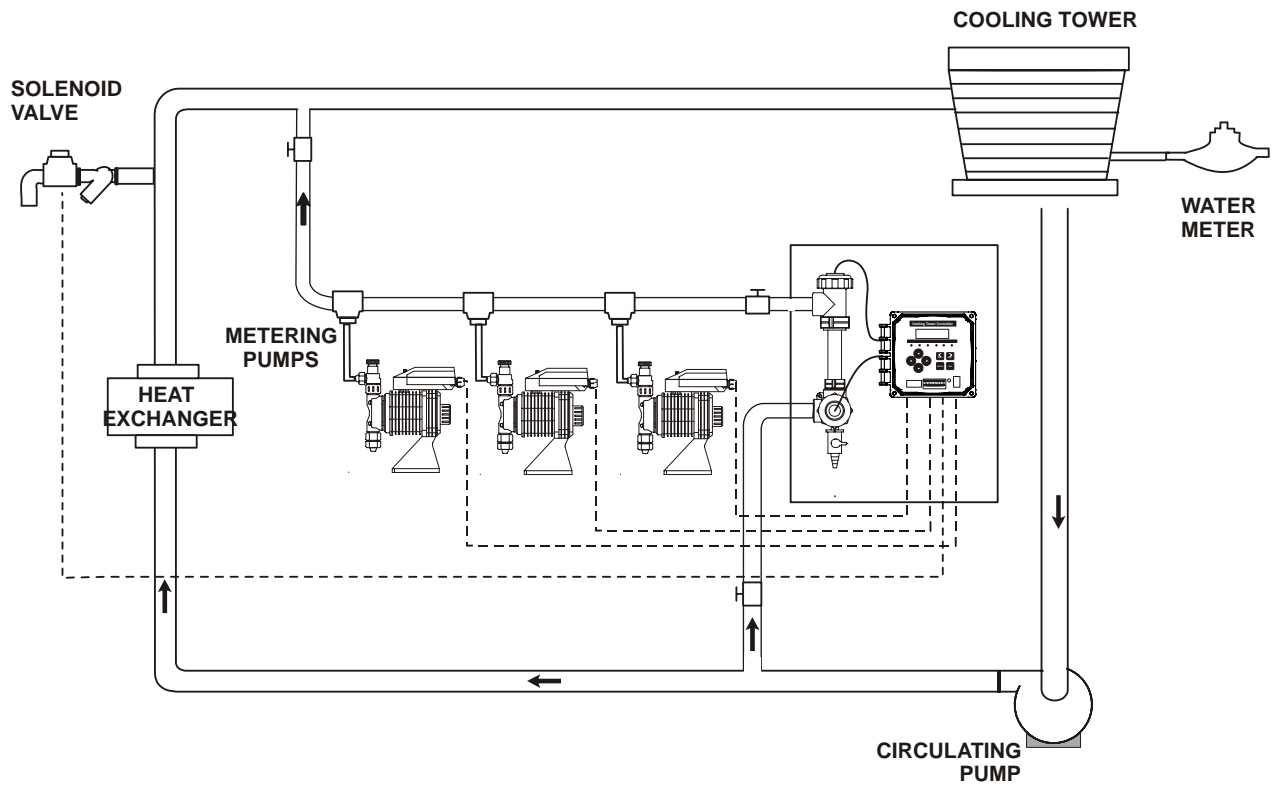 COOLING TOWER
SOLENOID
VALVE
WATER
METER
Cooling Tower Controller
METERING
PUMPS
HEAT
EXCHANGER
CIRCULATING
PUMP